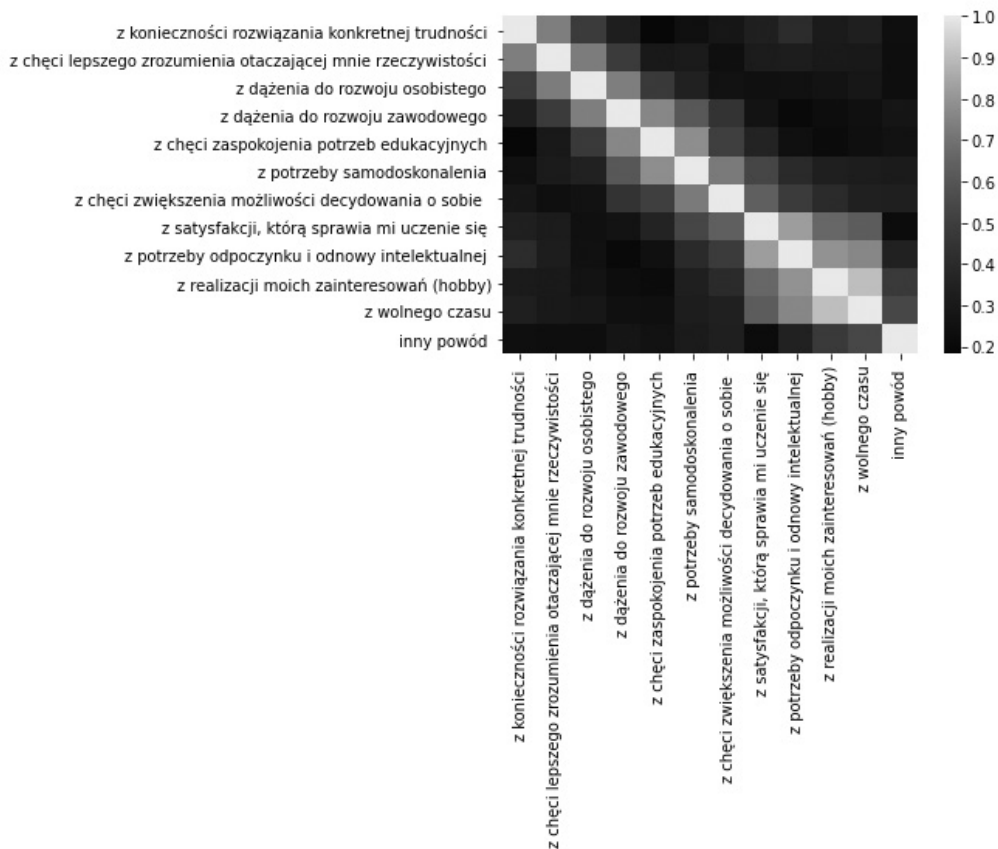 z konieczności rozwiązania konkretnej trudności
z chęci lepszego zrozumienia otaczającej mnie rzeczywistości
z dążenia do rozwoju osobistego
z dążenia do rozwoju zawodowego
z chęci zaspokojenia potrzeb edukacyjnych
z potrzeby samodoskonalenia
z chęci zwiększenia możliwości decydowania o sobie
z satysfakcji, którą sprawia mi uczenie się
z potrzeby odpoczynku i odnowy intelektualnej
z realizacji moich zainteresowań (hobby)
z wolnego czasu
inny powód
1.0
0.9
0.8
0.7
0.6
0.5
0.4
0.3
0.2
z konieczności rozwiązania konkretnej trudności
z chęci lepszego zrozumienia otaczającej mnie rzeczywistości
z dążenia do rozwoju osobistego
z dążenia do rozwoju zawodowego
z chęci zaspokojenia potrzeb edukacyjnych
z potrzeby samodoskonalenia
z chęci zwiększenia możliwości decydowania o sobie
z satysfakcji, którą sprawia mi uczenie się
z potrzeby odpoczynku i odnowy intelektualnej
z realizacji moich zainteresowań (hobby)
z wolnego czasu
inny powód